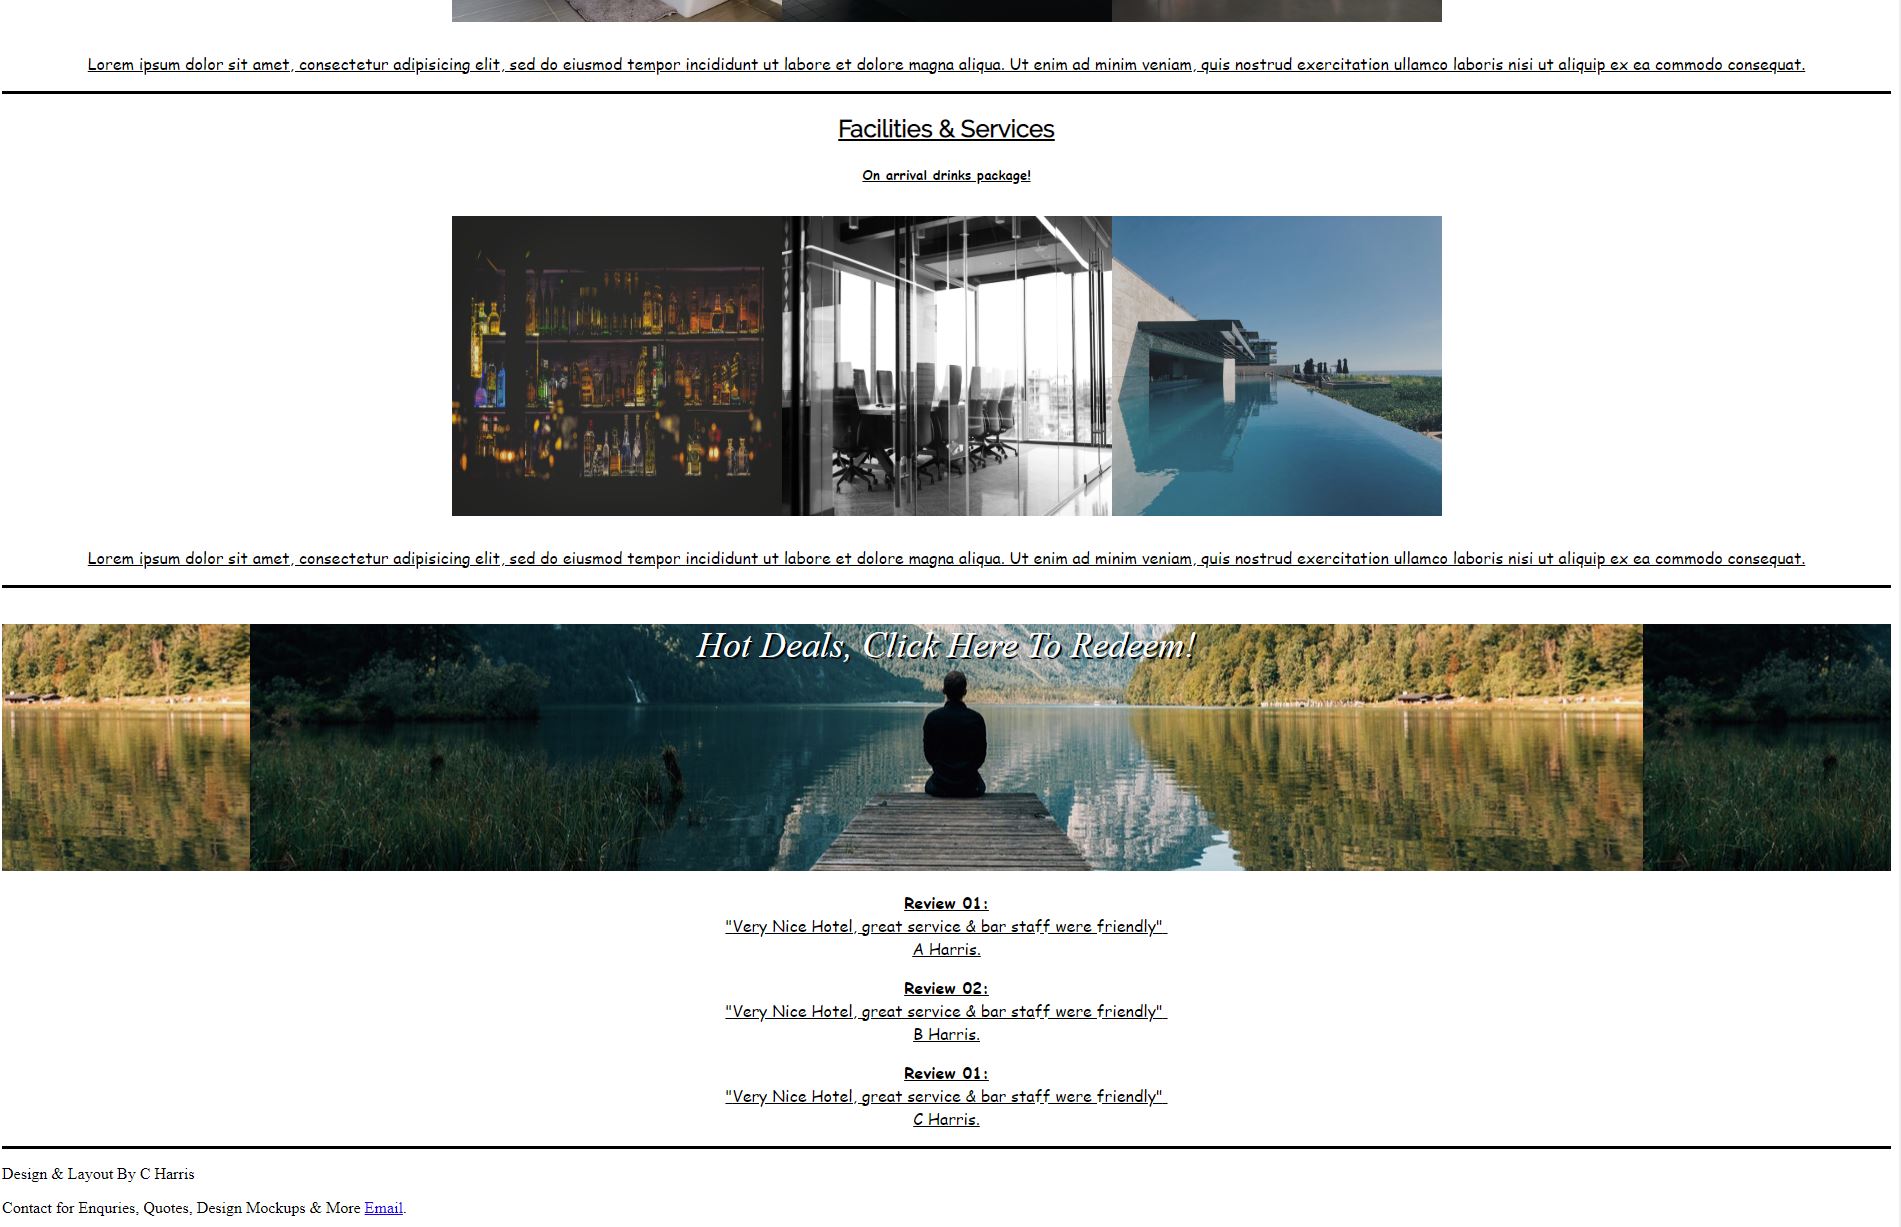 Lorem ipsum dolor sit amet, consectetur adipisicing elit, sed do eiusmod tempor incididunt ut labore et dolore magna aliqua. Ut enim ad minim veniam, quis nostrud exercitation ullamco laboris nisi ut aliquip ex ea commodo consequat.
Facilities & Services
On arrival drinks package!
Lorem ipsum dolor sit amet, consectetur adipisicing elit, sed do eiusmod tempor incididunt ut labore et dolore magna aliqua. Ut enim ad minim veniam, quis nostrud exercitation ullamco laboris nisi ut aliquip ex ea commodo consequat.
Hot Deals, Click Here To Redeem!
Review 01:
"Very Nice Hotel, great service & bar staff were friendly"
A Harris.
Review 02:
"Very Nice Hotel, great service & bar staff were friendly"
B Harris.
Review 01:
"Very Nice Hotel, great service & bar staff were friendly"
C Harris.
Design & Layout By C Harris
Contact for Enquries, Quotes, Design Mockups & More Email.